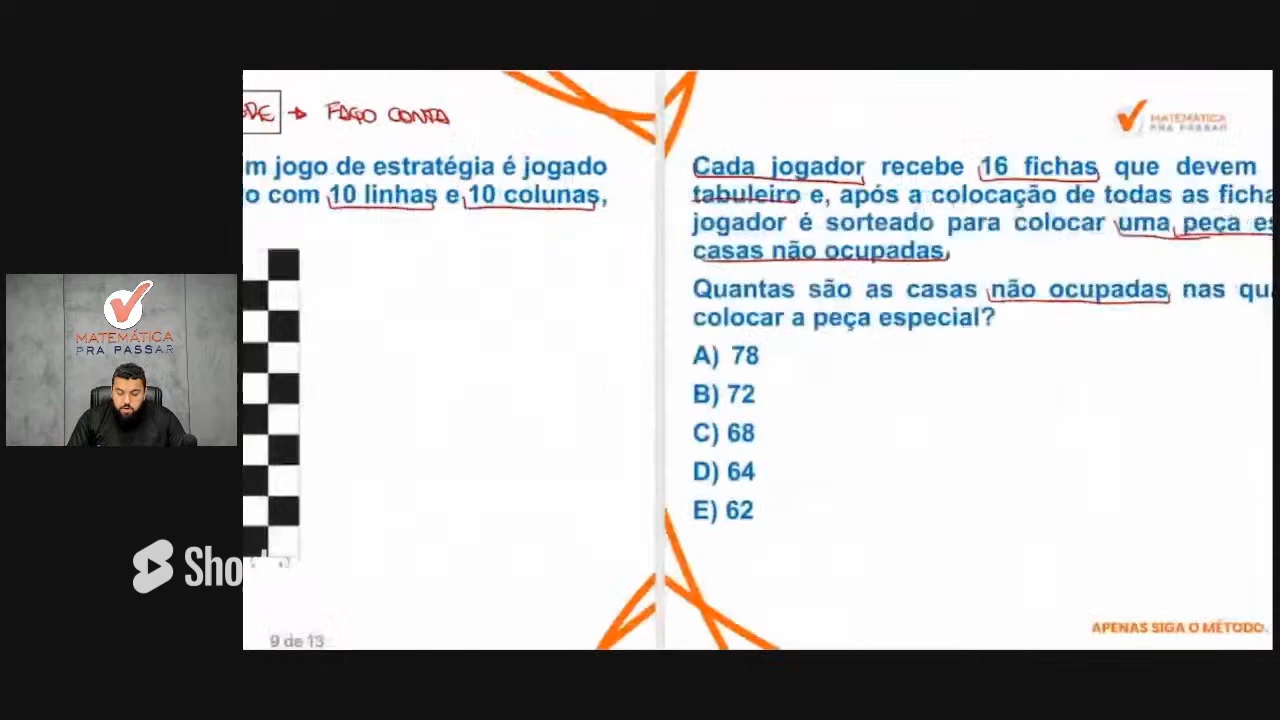 FAÇO CONTA
m jogo de estratégia é jogado
o com 10 linhas e 10 colunas,
9 de 13
MATEMÁTICA
PRA PASSAR
Cada jogador recebe 16 fichas que devem
tabuleiro e, após a colocação de todas as ficha
jogador é sorteado para colocar uma peça es
casas não ocupadas.
Quantas são as casas não ocupadas nas qu
colocar a peça especial?
A) 78
B) 72
C) 68
D) 64
E) 62
APENAS SIGA O MÉTODO.
MATEMÁTICA
PRA PASSAR
Sho